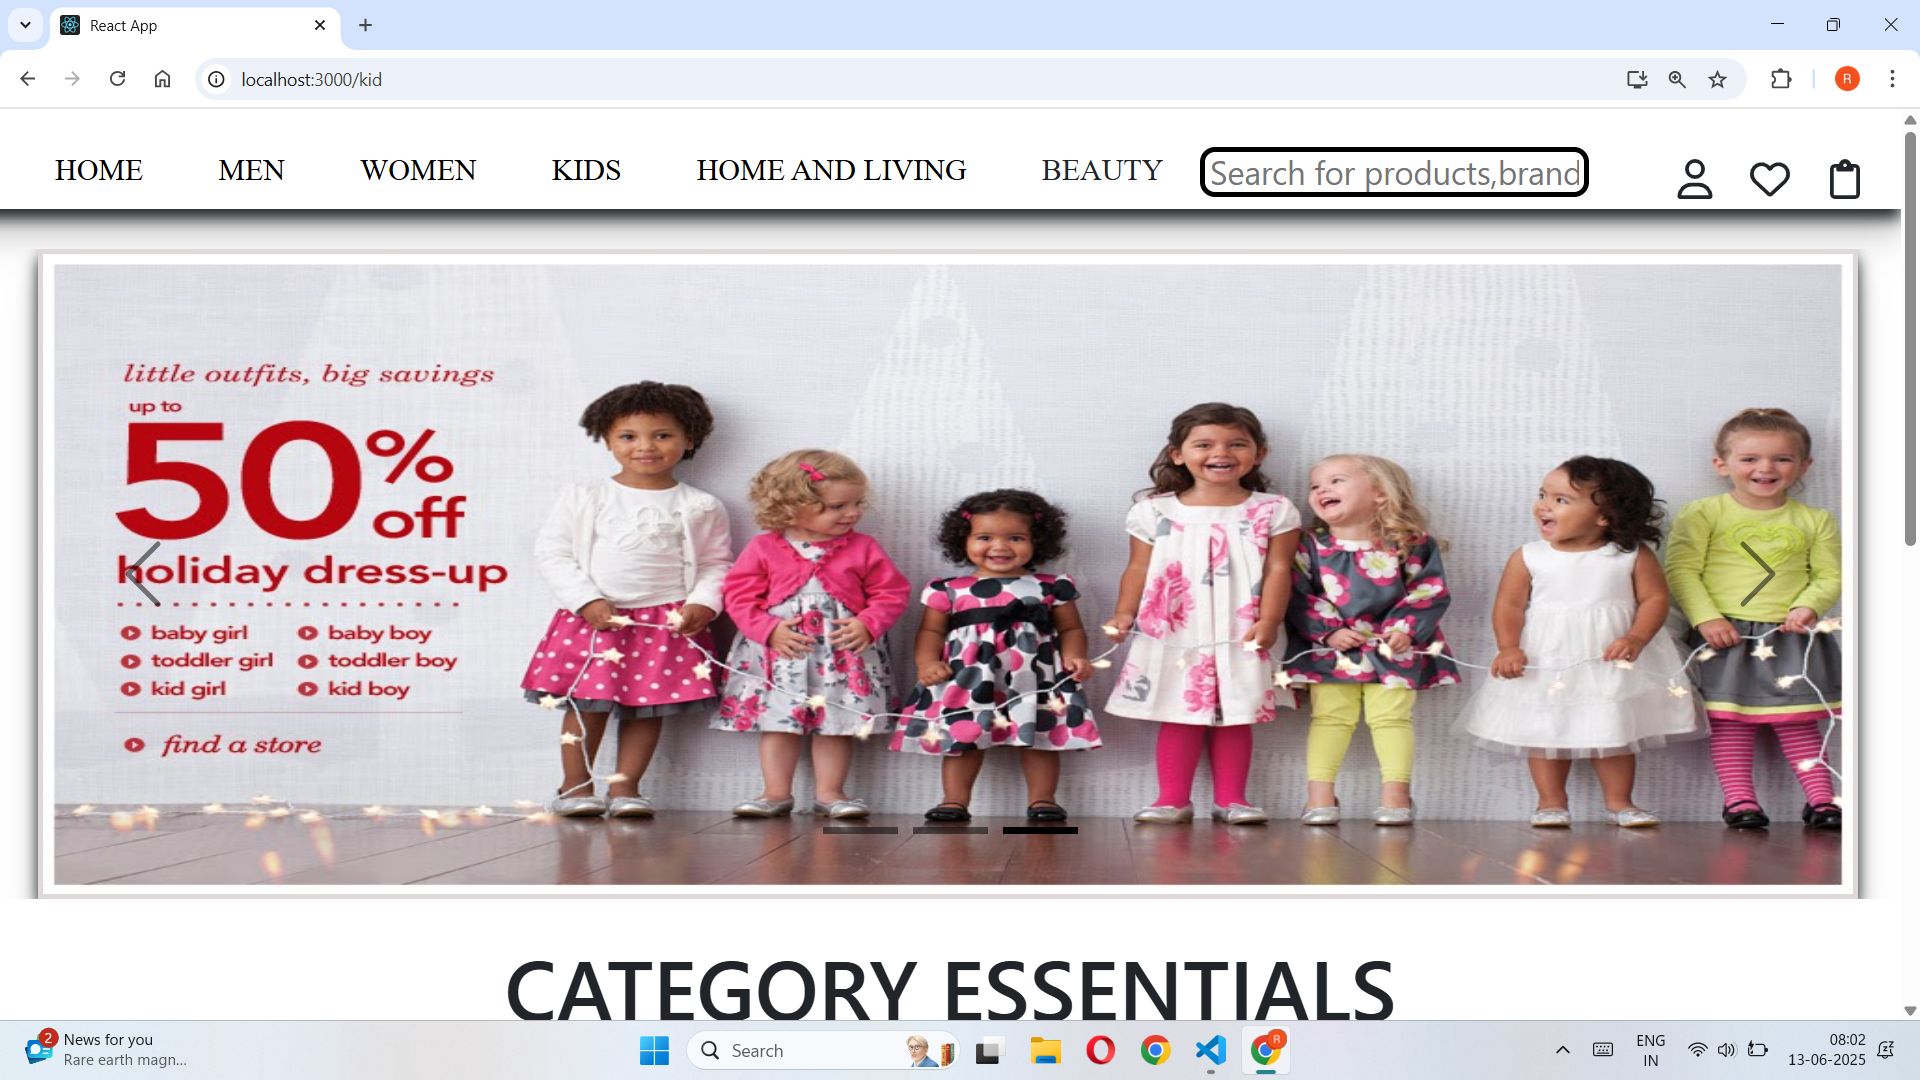 React App
localhost:3000/kid
R
HOME
MEN
WOMEN
KIDS
HOME AND LIVING
BEAUTY
Search for products,brand
little outfits, big savings
up to
50% off
holiday dress-up
baby girl
baby boy
toddler girl
toddler boy
kid girl
kid boy
find a store
CATEGORY ESSENTIALS
2
News for you
Rare earth magn...
Search
R
ENG
IN
08:02
13-06-2025